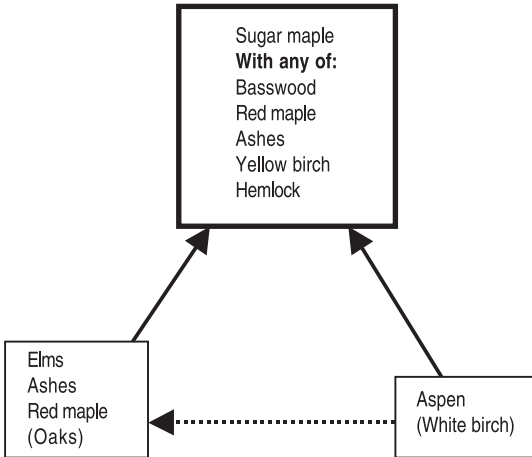 Sugar maple
With any of:
Basswood
Red maple
Ashes
Yellow birch
Hemlock
Elms
Ashes
Red maple
(Oaks)
Aspen
(White birch)